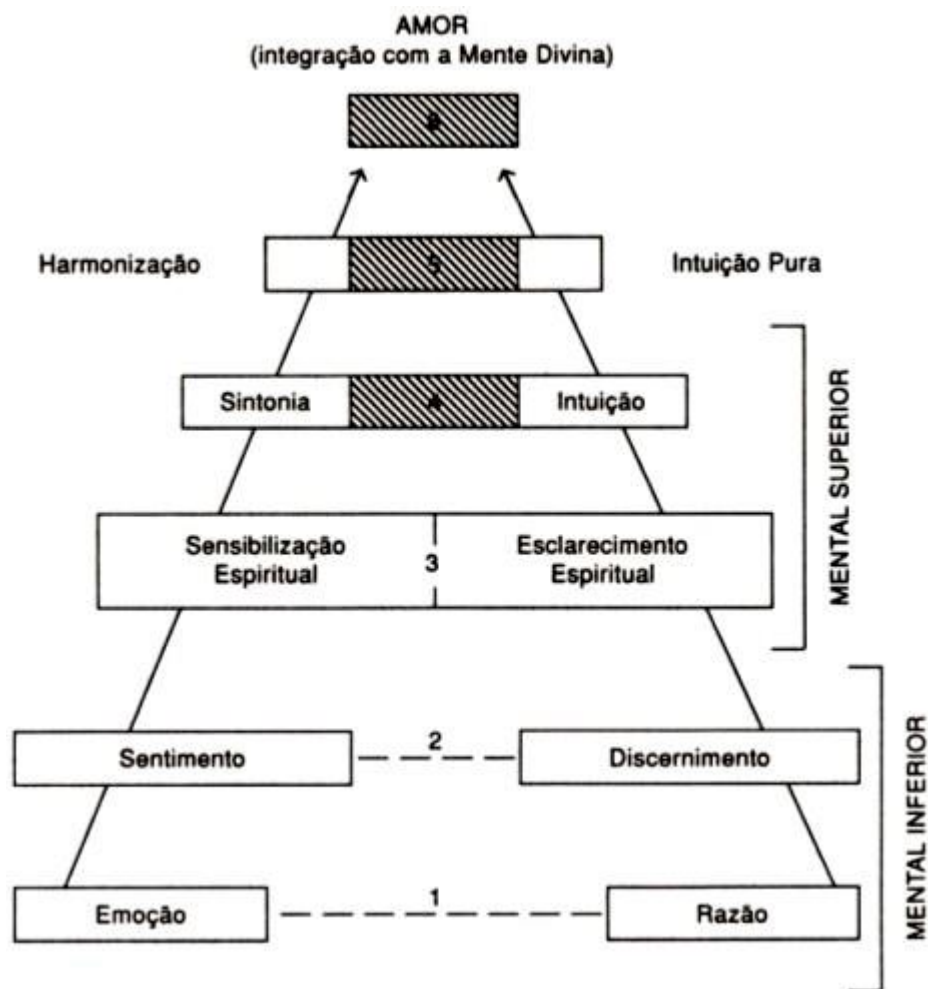 AMOR
(integração com a Mente Divina)
Harmonização
5
Intuição Pura
Sintonia
4
Intuição
MENTAL SUPERIOR
Sensibilização
Espiritual
3
Esclarecimento
Espiritual
Sentimento
2
Discernimento
MENTAL INFERIOR
Emoção
1
Razão